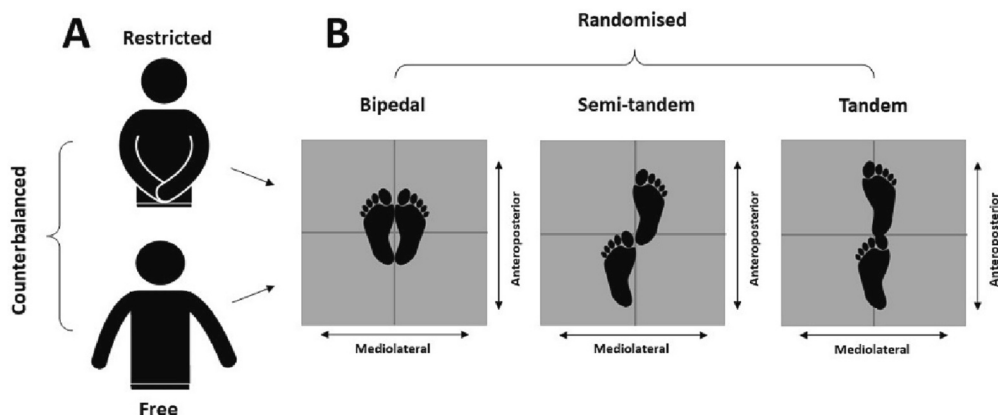 A
Restricted
Counterbalanced
Free
B
Randomised
Bipedal
Semi-tandem
Tandem
Anteroposterior
Anteroposterior
Anteroposterior
Mediolateral
Mediolateral
Mediolateral